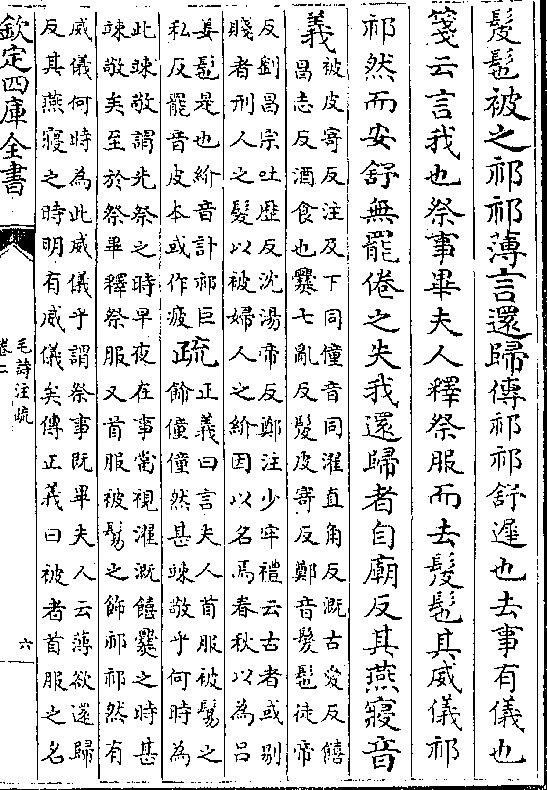 髲髢被之祁祁薄言還歸傳祁祁舒遲也去事有儀也
箋云言我也祭事畢夫人釋祭服而去髲髢其威儀祁
祁然而安舒無罷倦之失我還歸者自廟反其燕寢音
義被皮寄反注及下同僮音同濯直角反溉古愛反饎
昌志反酒食也爨七亂反髲皮寄反鄭音髲髢徒帝
反劉昌宗吐歷反沈湯帝反鄭注少牢禮云古者或剔
賤者刑人之髮以被婦人之紒因以名焉春秋以為呂
姜髢是也紒音計祁巨
私反罷音皮本或作疲疏正義曰言夫人首服被鬄之
飾僮僮然甚竦敬乎何時為
此竦敬謂先祭之時早夜在事當視濯溉饎爨之時甚
竦敬矣至於祭畢釋祭服又首服被鬄之飾祁祁然有
威儀何時為此威儀乎謂祭事既畢夫人云薄欲還歸
反其燕寢之時明有威儀矣傳正義曰被者首服之名
欽定四庫全書
毛詩注疏
卷二
六